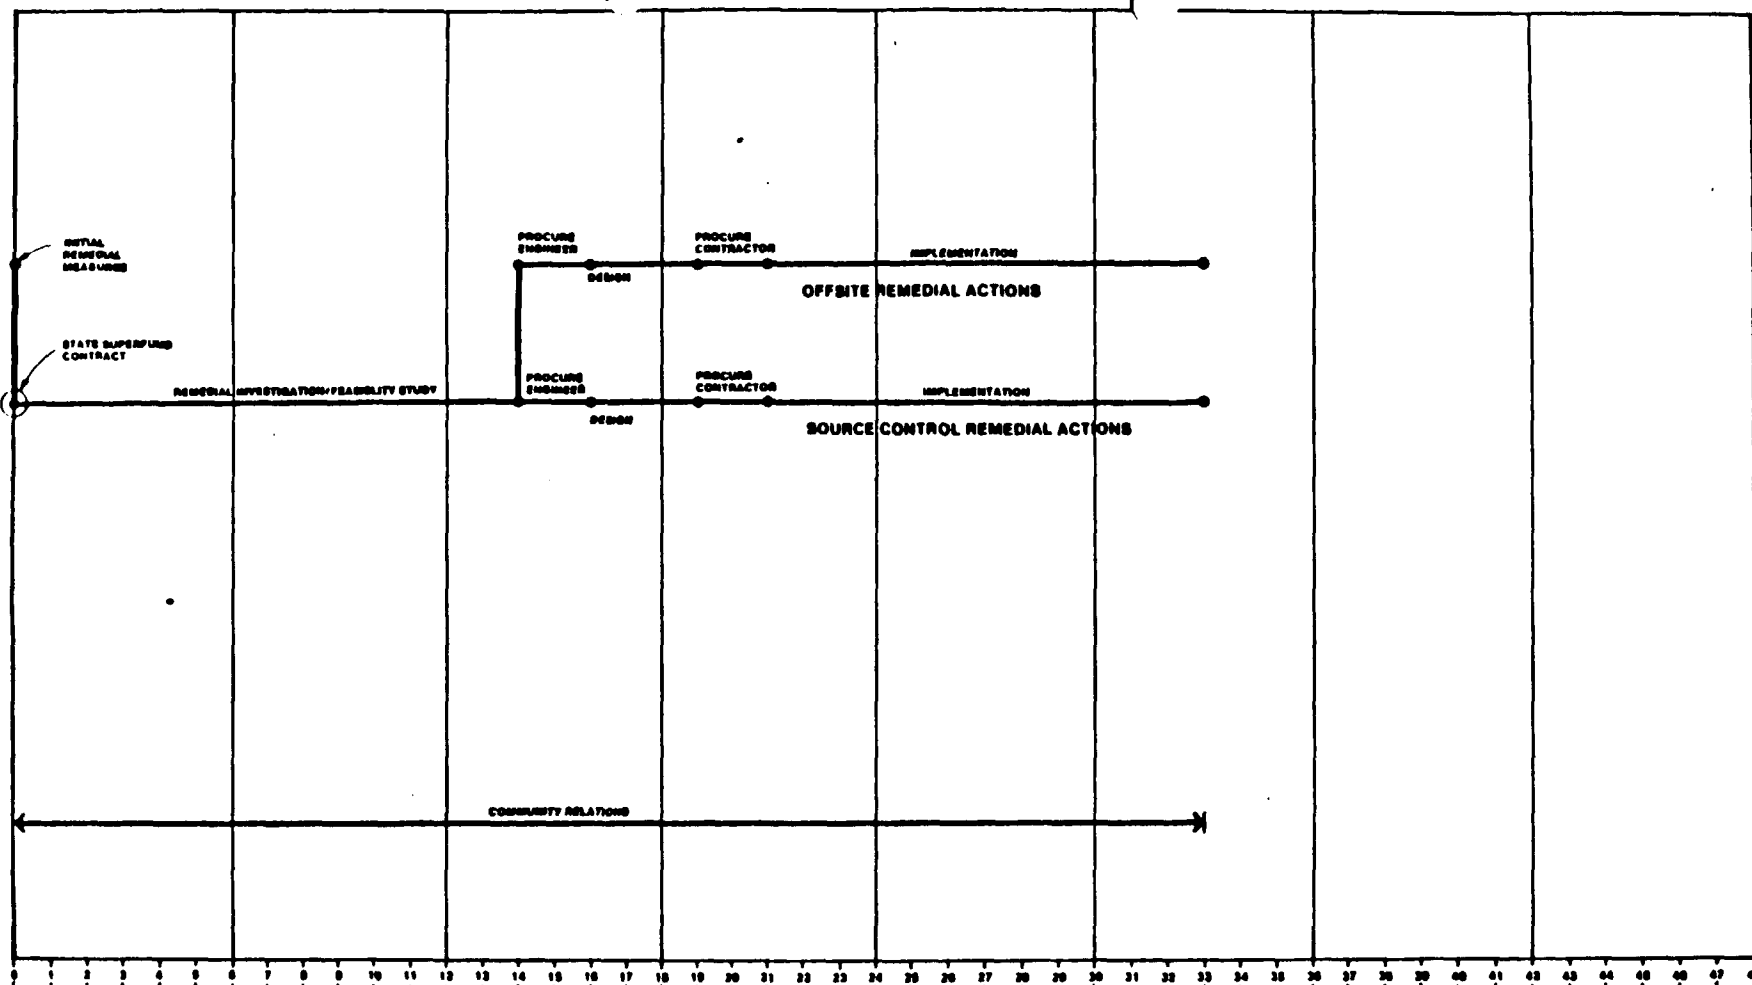 INITIAL
REMEDIAL
MEASURES
PROCURE
ENGINEER
DESIGN
PROCURE
CONTRACTOR
IMPLEMENTATION
OFFSITE REMEDIAL ACTIONS
STATE SUPERFUND
CONTRACT
REMEDIAL INVESTIGATION/FEASIBILITY STUDY
PROCURE
ENGINEER
DESIGN
PROCURE
CONTRACTOR
IMPLEMENTATION
SOURCE CONTROL REMEDIAL ACTIONS
COMMUNITY RELATIONS
0 1 2 3 4 5 6 7 8 9 10 11 12 13 14 15 16 17 18 19 20 21 22 23 24 25 26 27 28 29 30 31 32 33 34 35 36 37 38 39 40 41 42 43 44 45 46 47